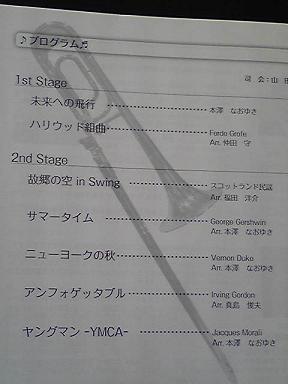 ♪プログラム♬
司 会：山 田
1st Stage
未来への飛行 ---------------------- 本澤 なおゆき
ハリウッド組曲 ---------------------- Ferde Grofe
Arr. 仲田 守
2nd Stage
故郷の空 in Swing ---------------------- スコットランド民謡
Arr. 福田 洋介
サマータイム ---------------------- George Gershwin
Arr. 本澤 なおゆき
ニューヨークの秋 ---------------------- Vernon Duke
Arr. 本澤 なおゆき
アンフォゲッタブル ---------------------- Irving Gordon
Arr. 真島 俊夫
ヤングマン -YMCA- ---------------------- Jacques Morali
Arr. 本澤 なおゆき